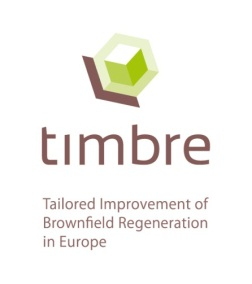 timbre
Tailored Improvement of
Brownfield Regeneration
in Europe